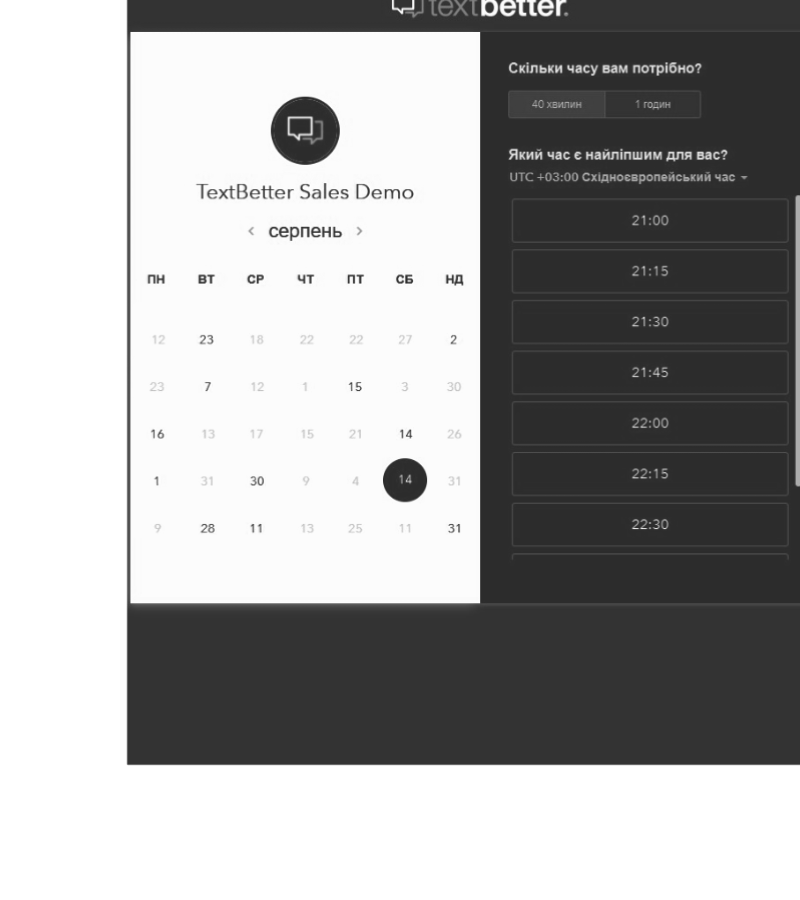 textbetter.
TextBetter Sales Demo
серпень
ПН ВТ СР ЧТ ПТ СБ НД
12 23 18 22 22 27 2
23 7 12 1 15 3 30
16 13 17 15 21 14 26
1 31 30 9 4 14 31
9 28 11 13 25 11 31
Скільки часу вам потрібно?
40 хвилин 1 годин
Який час є найліпшим для вас?
UTC +03:00 Східноєвропейський час
21:00
21:15
21:30
21:45
22:00
22:15
22:30